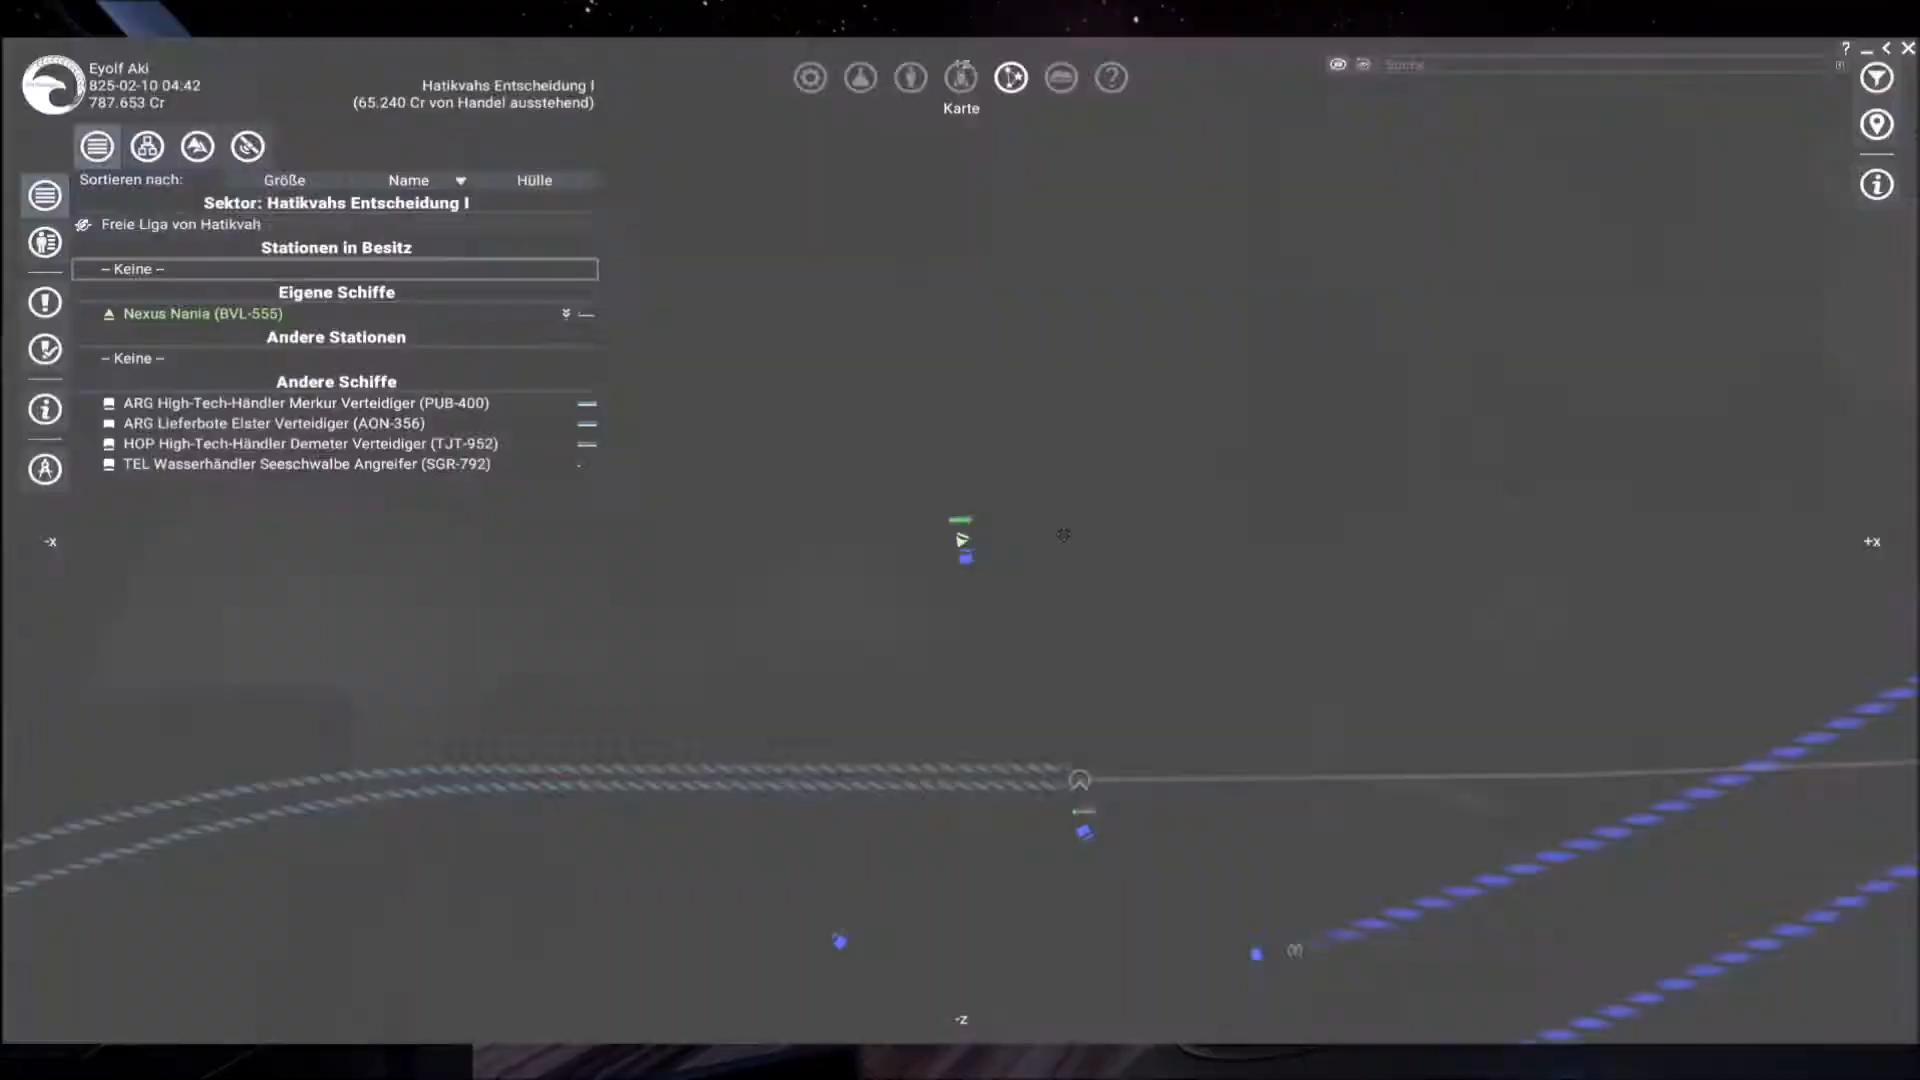 Eyolf Aki
825-02-10 04:42
787.653 Cr
Hatikvahs Entscheidung I
(65.240 Cr von Handel ausstehend)
Karte
Suche
?
Sortieren nach:
Größe
Name
Hülle
Sektor: Hatikvahs Entscheidung I
Freie Liga von Hatikvah
Stationen in Besitz
-- Keine --
Eigene Schiffe
Nexus Nania (BVL-555)
Andere Stationen
-- Keine --
Andere Schiffe
ARG High-Tech-Händler Merkur Verteidiger (PUB-400)
ARG Lieferbote Elster Verteidiger (AON-356)
HOP High-Tech-Händler Demeter Verteidiger (TJT-952)
TEL Wasserhändler Seeschwalbe Angreifer (SGR-792)
-X
+X
-Z